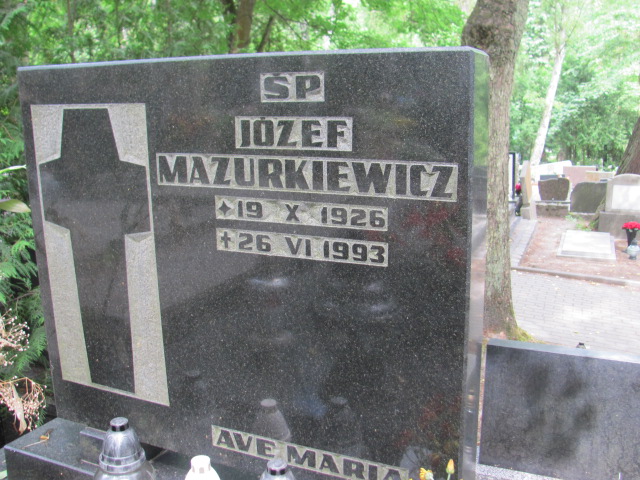 ŚP
JÓZEF
MAZURKIEWICZ
✦19 X 1926
✝26 VI 1993
AVE MARIA